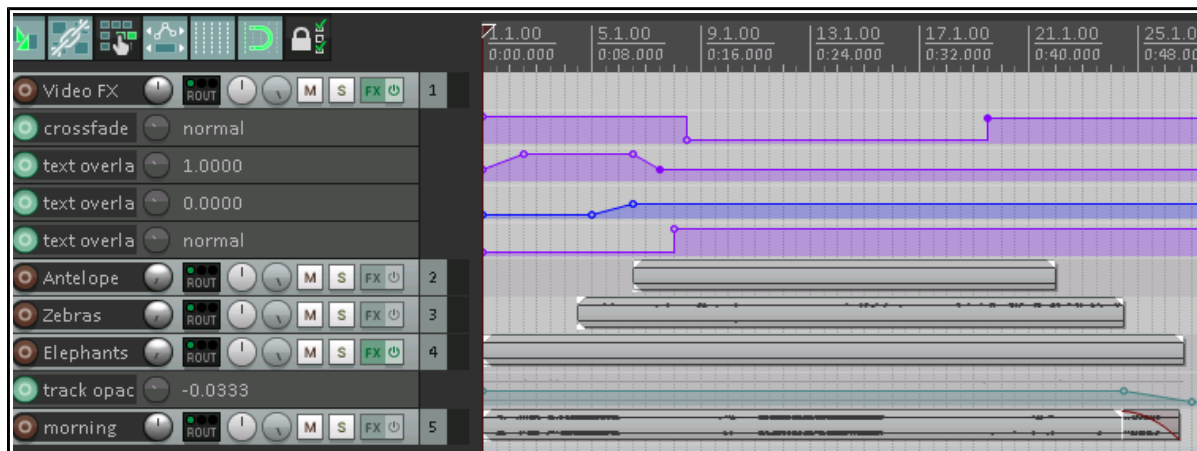 1.1.00 5.1.00 9.1.00 13.1.00 17.1.00 21.1.00 25.1.0
0:00.000 0:08.000 0:16.000 0:24.000 0:32.000 0:40.000 0:48.00
Video FX ROUT M S FX 1
crossfade normal
text overla 1.0000
text overla 0.0000
text overla normal
Antelope ROUT M S FX 2
Zebras ROUT M S FX 3
Elephants ROUT M S FX 4
track opac -0.0333
morning ROUT M S FX 5